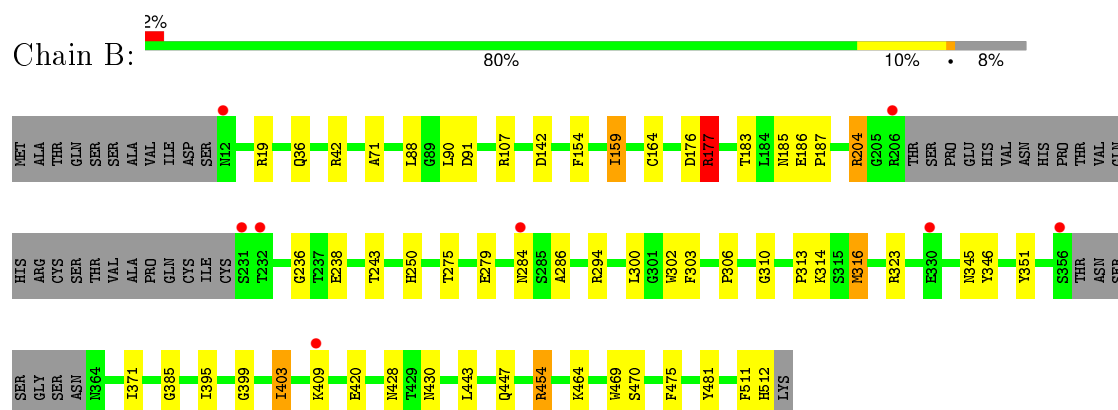 2%
Chain B:
80% 10% • 8%
MET ALA THR GLN SER SER ALA VAL ILE ASP SER N12 R19 Q36 R42 A71 L88 G89 L90 D91 R107 D142 F154 I159 C164 D176 R177 T183 L184 N185 E186 P187 R204 G205 R206 THR SER PRO GLU HIS VAL ASN HIS PRO THR VAL GLN
HIS ARG CYS SER THR VAL ALA PRO GLN CYS ILE CYS S231 T232 G236 T237 E238 T243 H250 T275 E279 N284 S285 A286 R294 L300 G301 W302 F303 P306 G310 P313 K314 S315 M316 R323 E330 N345 Y346 Y351 S356 THR ASN SER
SER GLY SER ASN N364 I371 G385 I395 G399 I403 K409 E420 N428 T429 N430 L443 Q447 R454 K464 W469 S470 F475 Y481 F511 H512 LYS